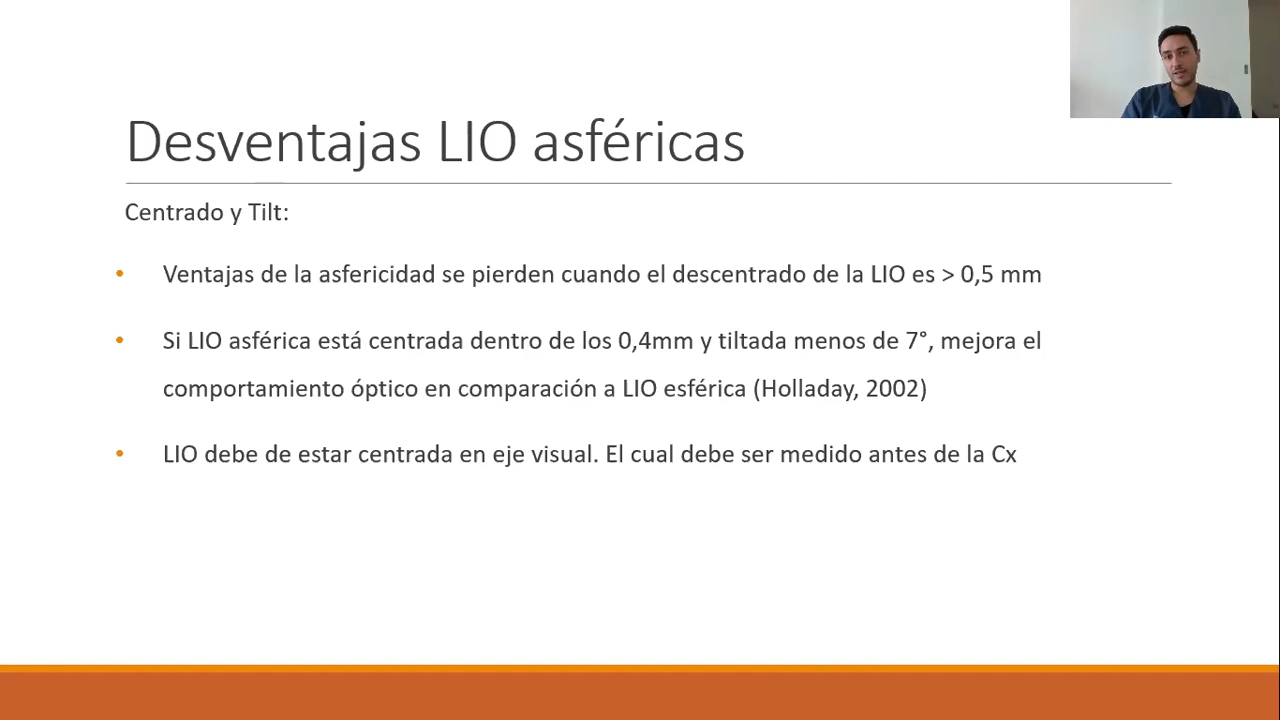 Desventajas LIO asféricas
Centrado y Tilt:
• Ventajas de la asfericidad se pierden cuando el descentrado de la LIO es > 0,5 mm
• Si LIO asférica está centrada dentro de los 0,4mm y tiltada menos de 7°, mejora el
comportamiento óptico en comparación a LIO esférica (Holladay, 2002)
• LIO debe de estar centrada en eje visual. El cual debe ser medido antes de la Cx